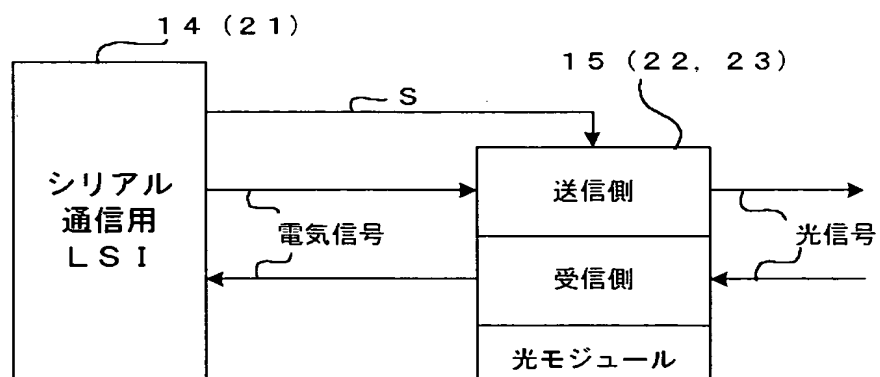 １４（２１）
１５（２２，２３）
S
シリアル
通信用
ＬＳＩ
送信側
電気信号
光信号
受信側
光モジュール